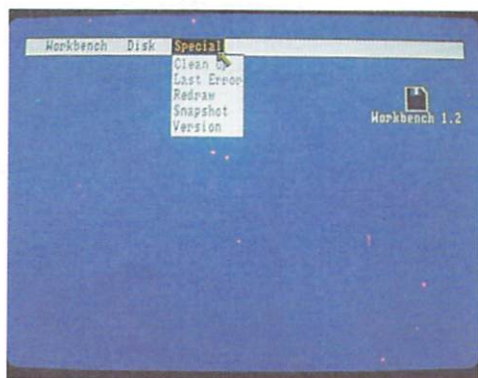 Workbench Disk Special
Clean Up
Last Error
Redraw
Snapshot
Version
Workbench 1.2